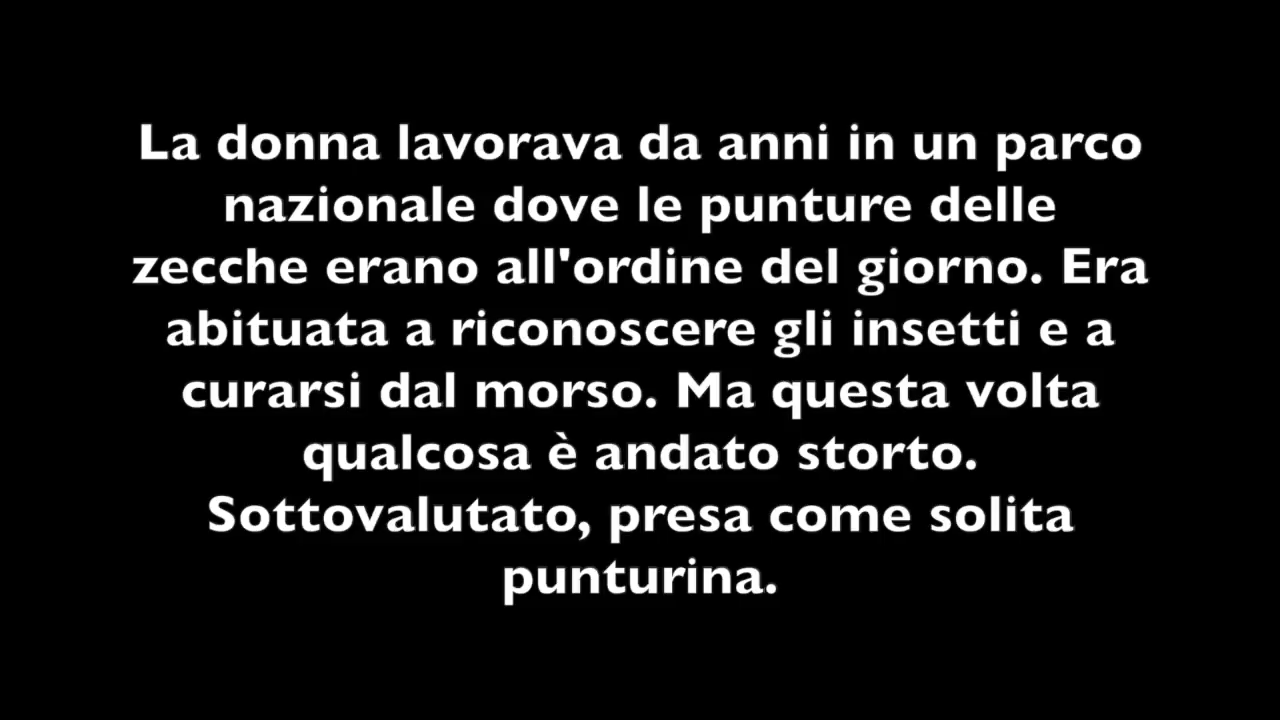 La donna lavorava da anni in un parco
nazionale dove le punture delle
zecche erano all'ordine del giorno. Era
abituata a riconoscere gli insetti e a
curarsi dal morso. Ma questa volta
qualcosa è andato storto.
Sottovalutato, presa come solita
punturina.